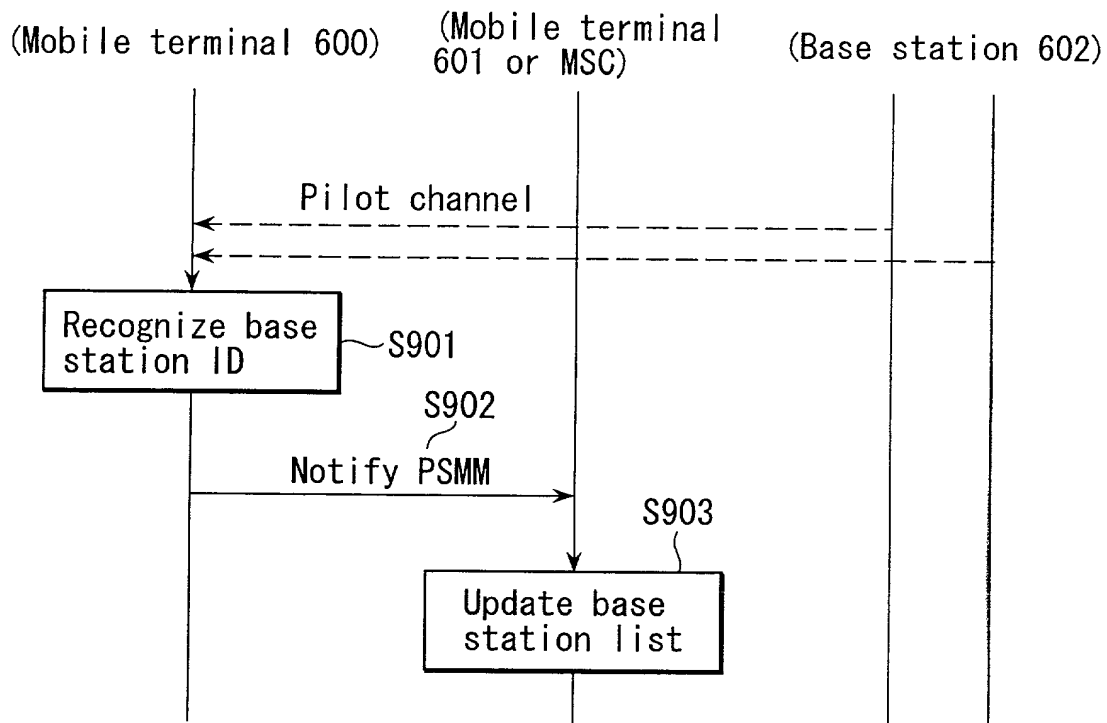 (Mobile terminal 600)
(Mobile terminal
601 or MSC)
(Base station 602)
Pilot channel
Recognize base
station ID
S901
S902
Notify PSMM
S903
Update base
station list